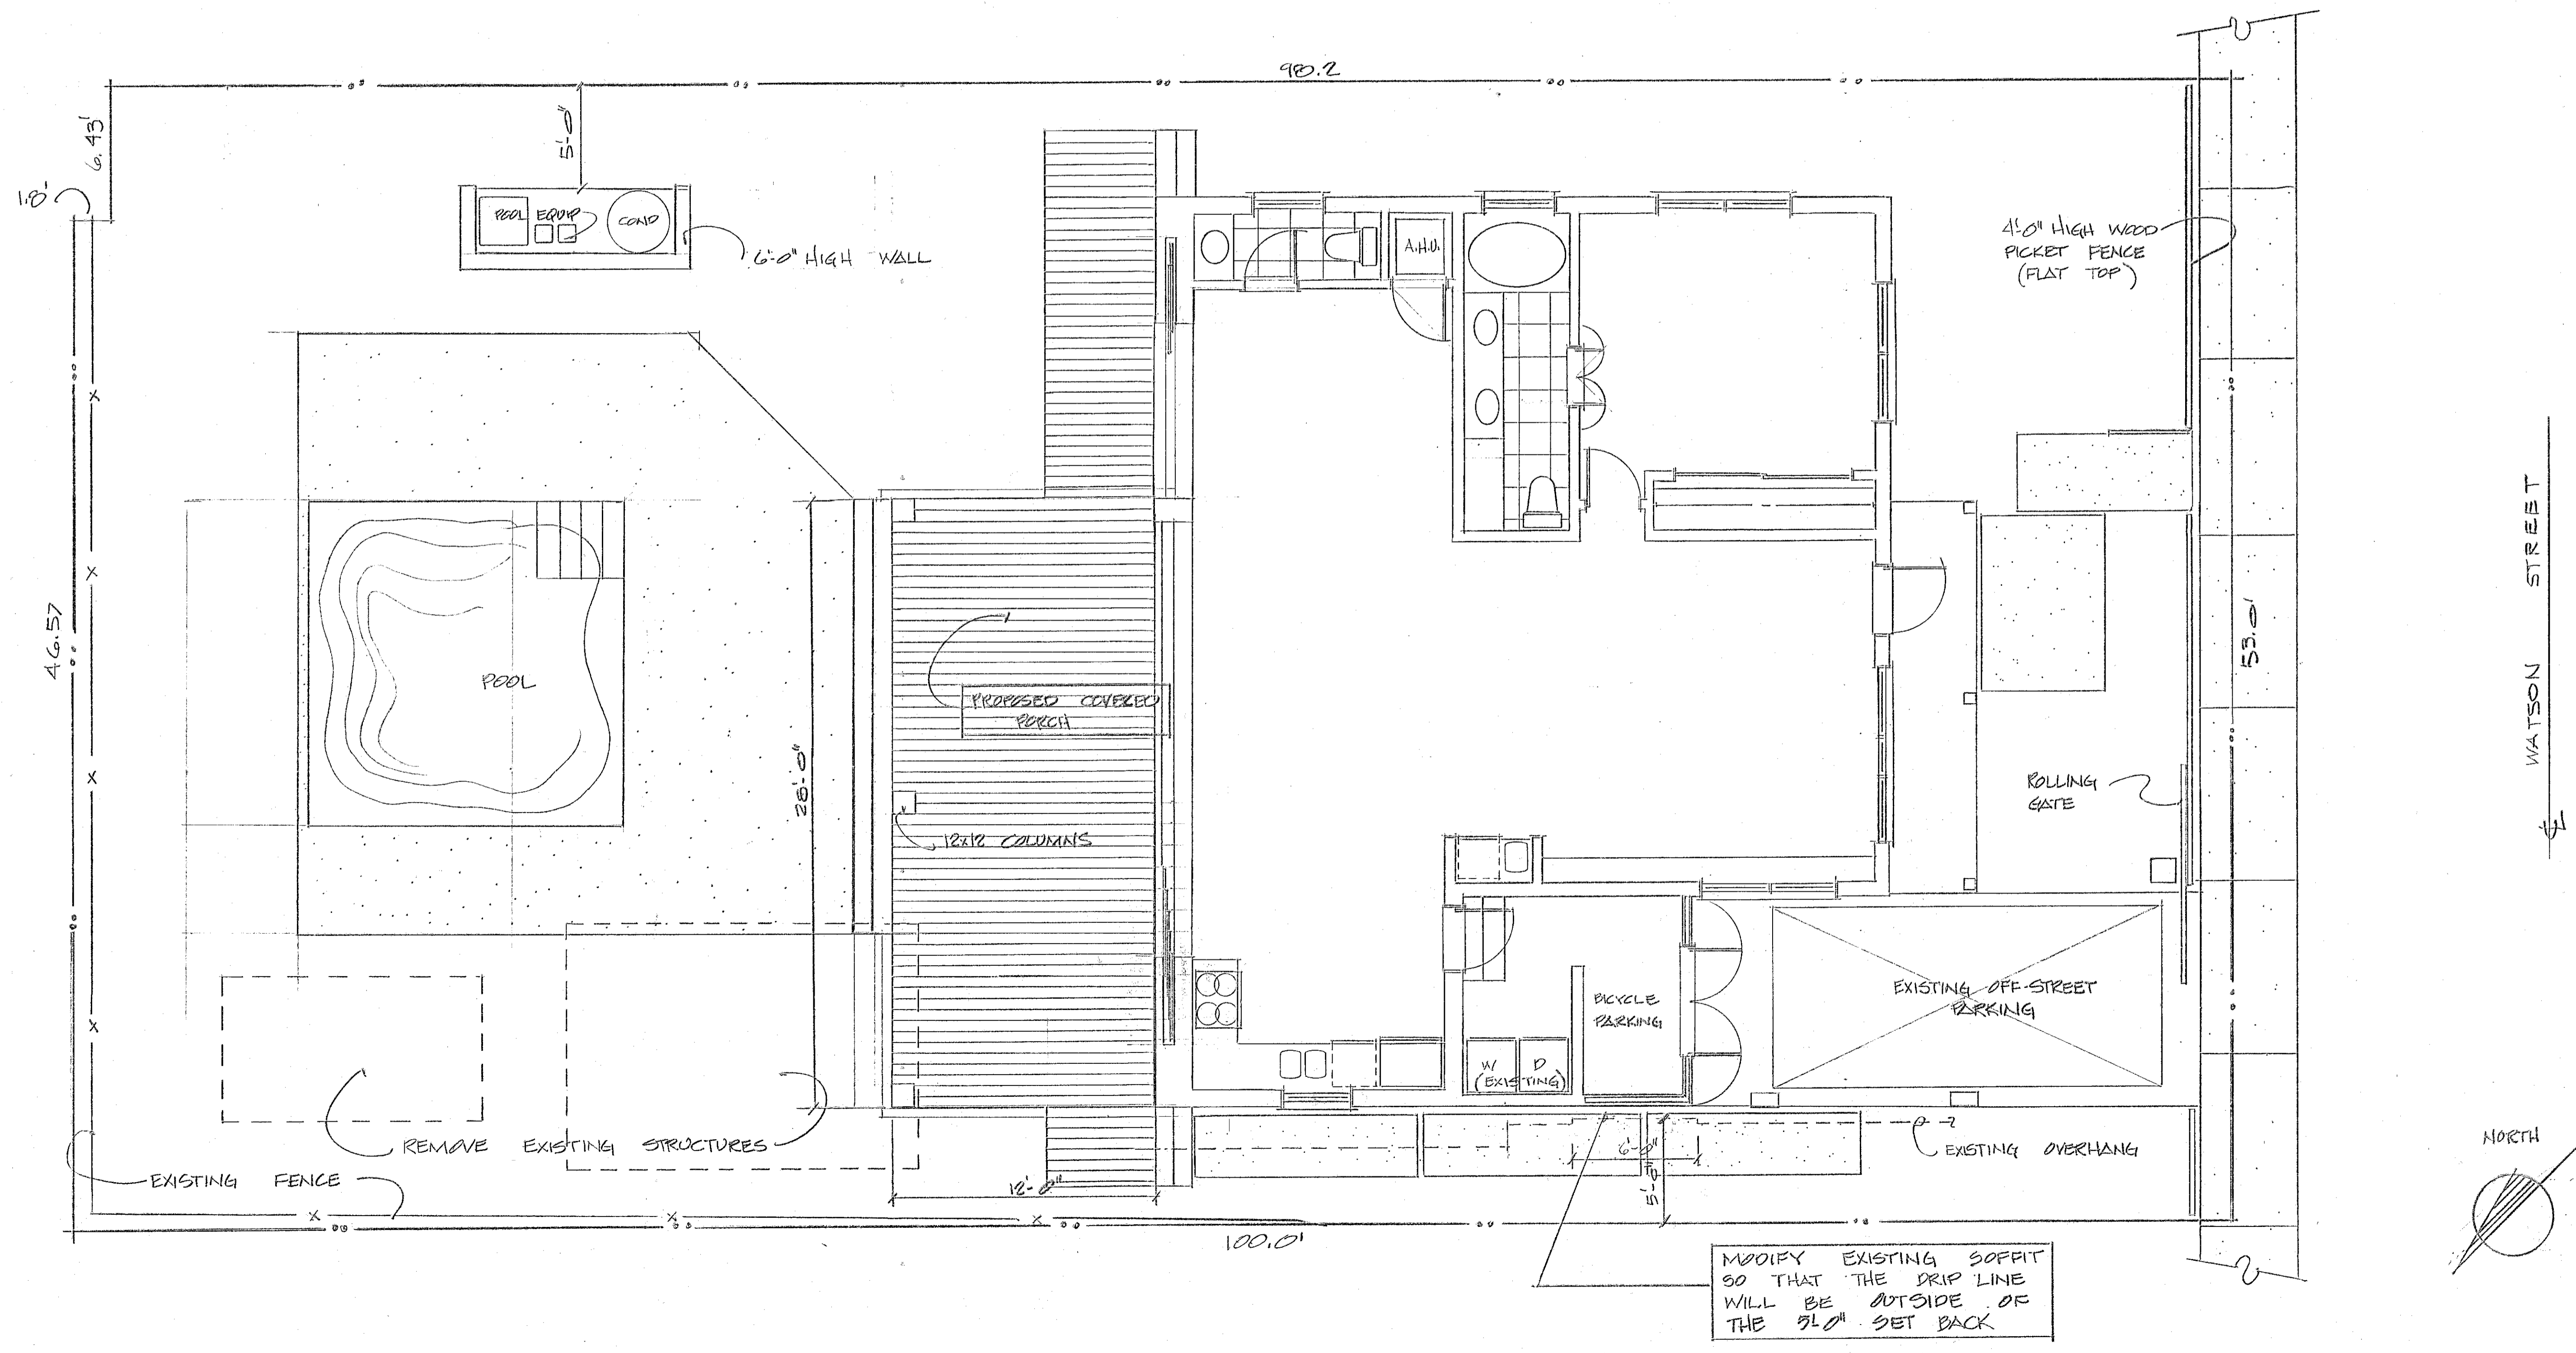 98.2
6.43'
1.8'
5'-0"
POOL EQUIP
COND
6'-0" HIGH WALL
A.H.U.
4'-0" HIGH WOOD
PICKET FENCE
(FLAT TOP)
WATSON STREET
46.57
POOL
28'-0"
PROPOSED COVERED
PORCH
12x12 COLUMNS
53.0'
ROLLING
GATE
BICYCLE
PARKING
EXISTING OFF-STREET
PARKING
W D
(EXISTING)
REMOVE EXISTING STRUCTURES
EXISTING FENCE
12'-0"
6'-0"
5'-0"
EXISTING OVERHANG
NORTH
100.0'
MODIFY EXISTING SOFFIT
SO THAT THE DRIP LINE
WILL BE OUTSIDE OF
THE 5'-0" SET BACK